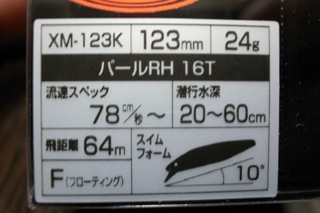 XM-123K 123mm 24g
パールRH 16T
流速スペック 潜行水深
78cm/秒～ 20～60cm
飛距離 64m スイム
フォーム
F(フローティング) 10°